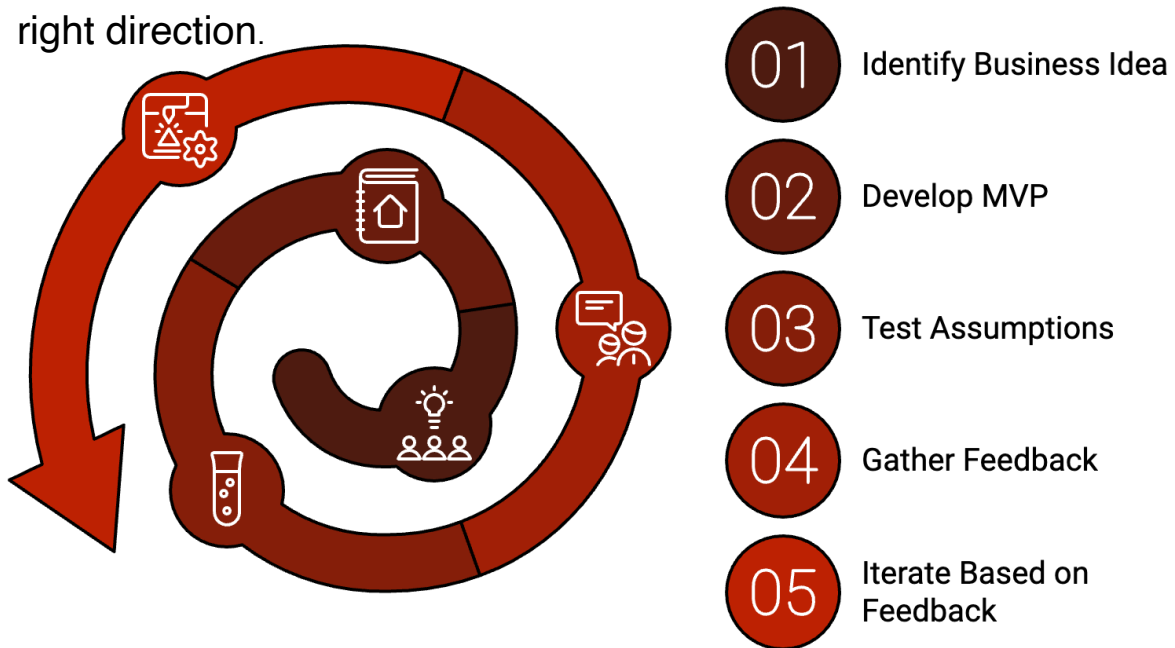 right direction.
01
Identify Business Idea
02
Develop MVP
03
Test Assumptions
04
Gather Feedback
05
Iterate Based on
Feedback